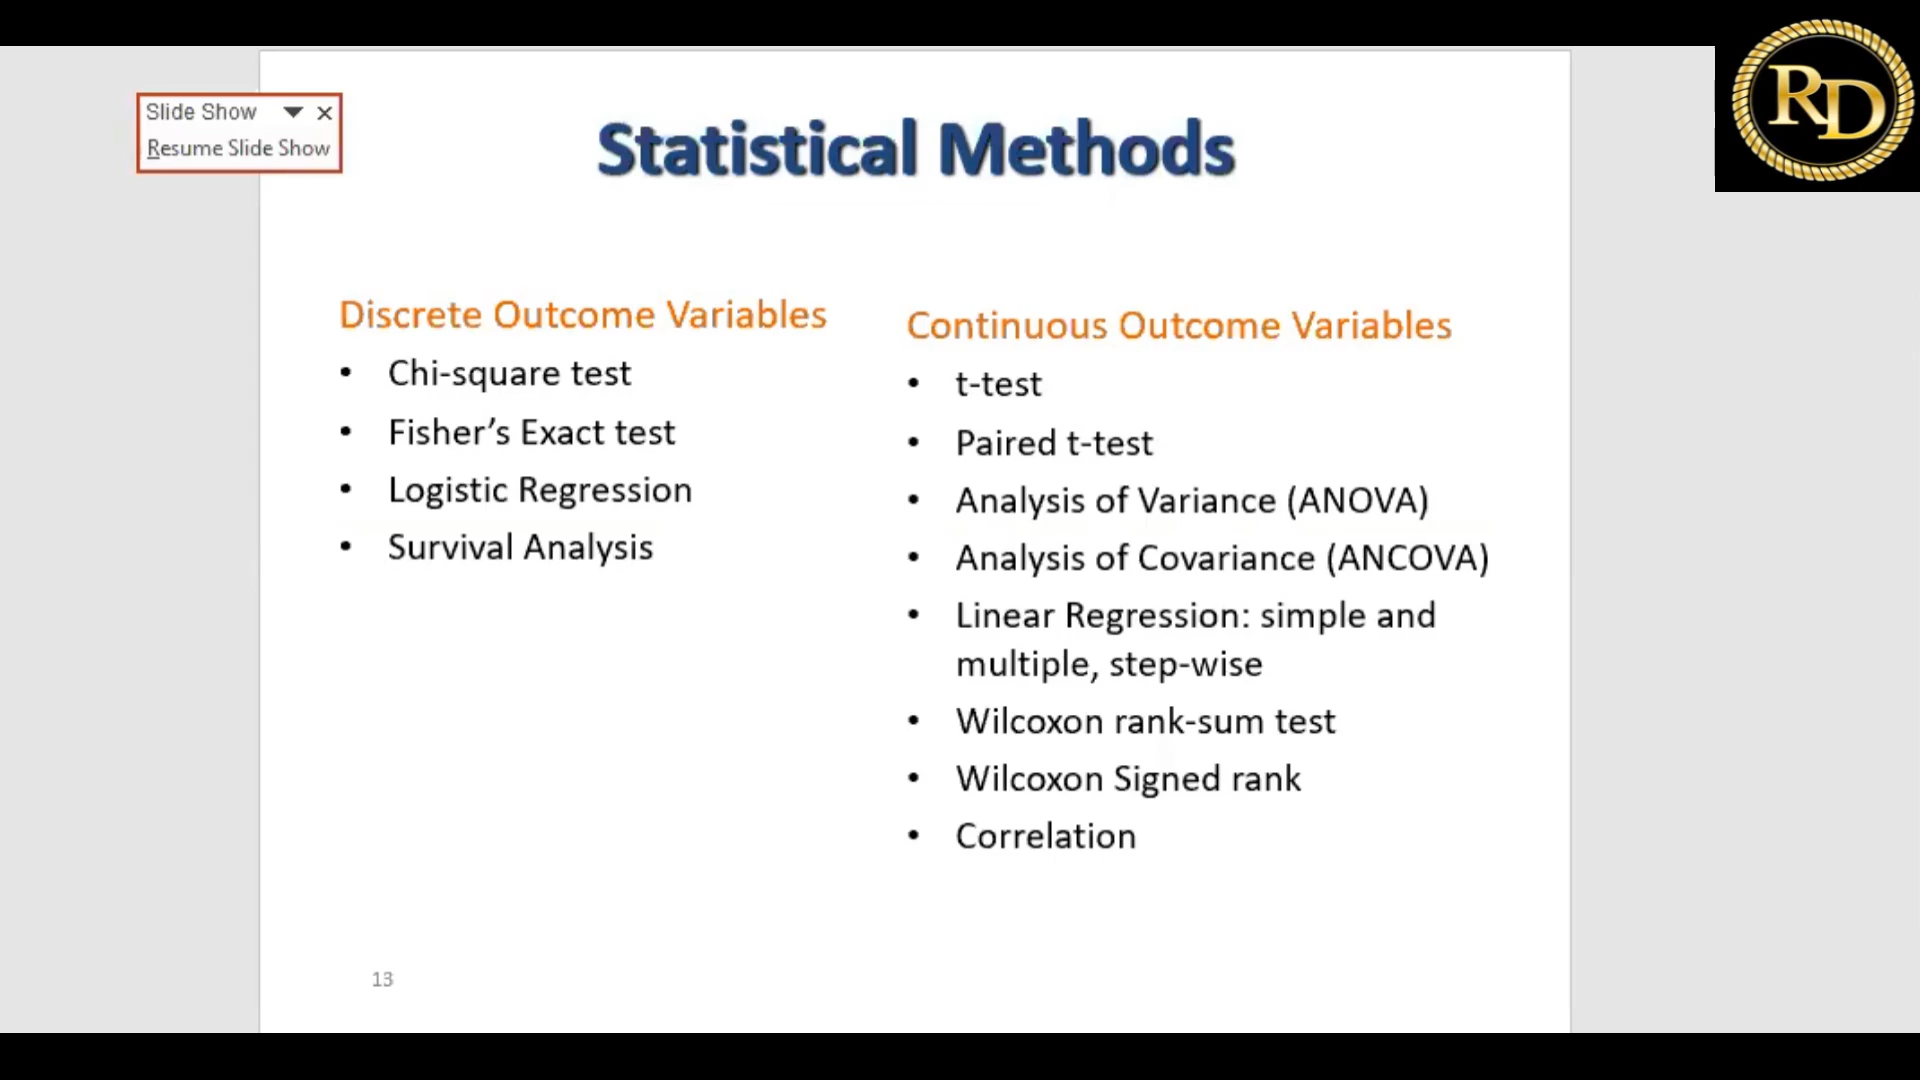 Slide Show
Resume Slide Show
RD
Statistical Methods
Discrete Outcome Variables
• Chi-square test
• Fisher’s Exact test
• Logistic Regression
• Survival Analysis
Continuous Outcome Variables
• t-test
• Paired t-test
• Analysis of Variance (ANOVA)
• Analysis of Covariance (ANCOVA)
• Linear Regression: simple and
multiple, step-wise
• Wilcoxon rank-sum test
• Wilcoxon Signed rank
• Correlation
13